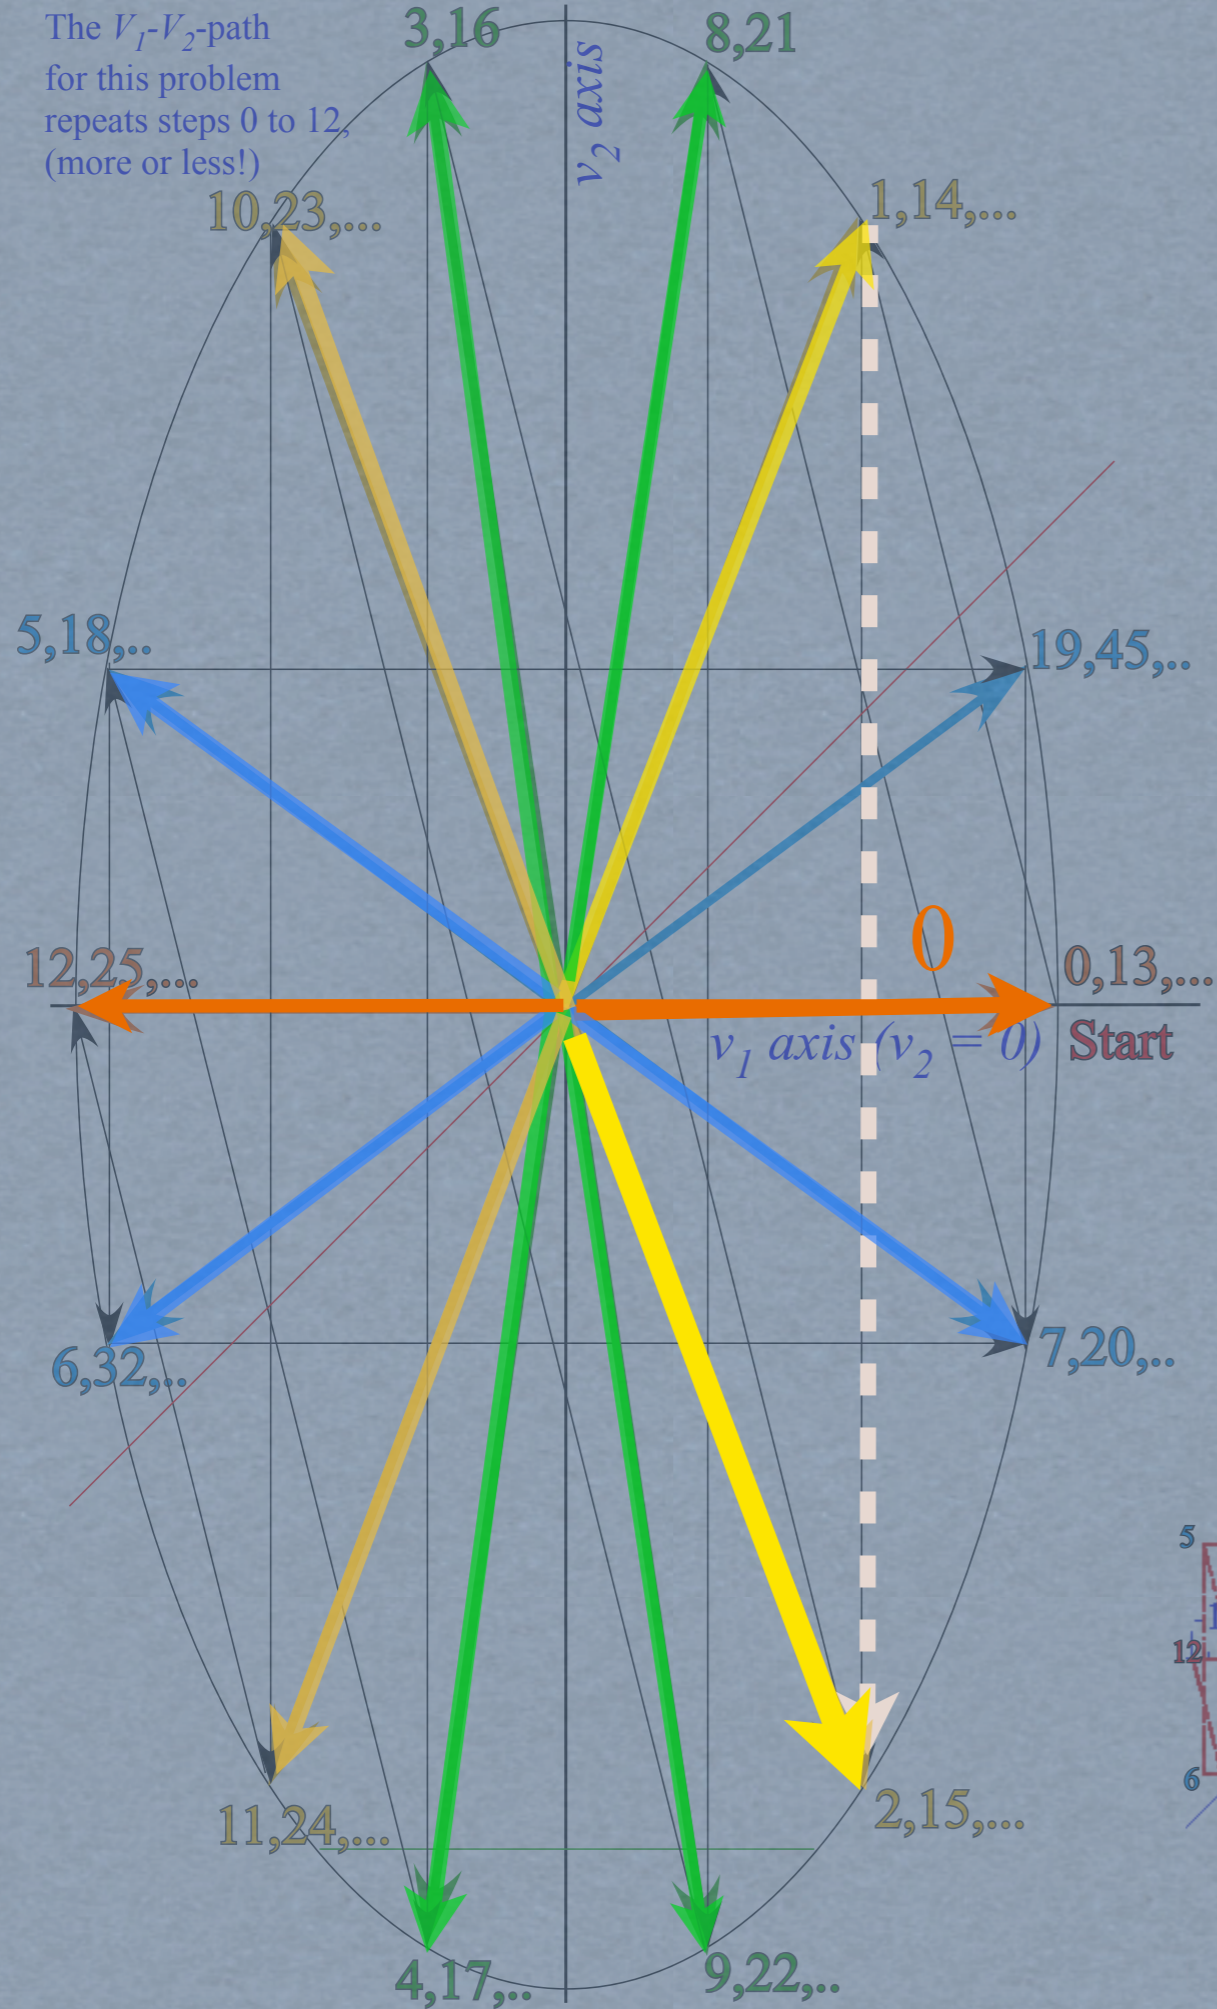 The V1-V2-path
for this problem
repeats steps 0 to 12,
(more or less!)
3,16
8,21
v2 axis
10,23,...
1,14,...
5,18,..
19,45,..
0
12,25,...
0,13,...
v1 axis (v2 = 0)
Start
6,32,..
7,20,..
5
-1
12
6
11,24,...
2,15,...
4,17,..
9,22,..